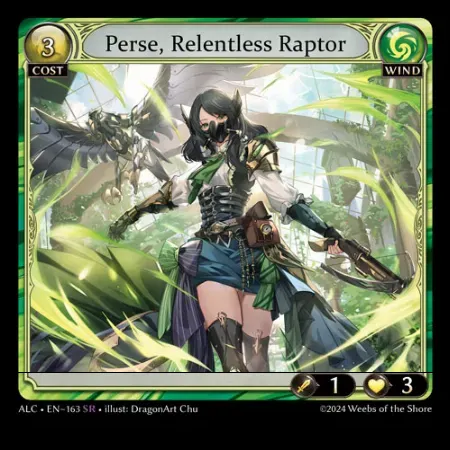 3
Perse, Relentless Raptor
COST
WIND
1
3
ALC • EN-163 SR • illust: DragonArt Chu
©2024 Weebs of the Shore